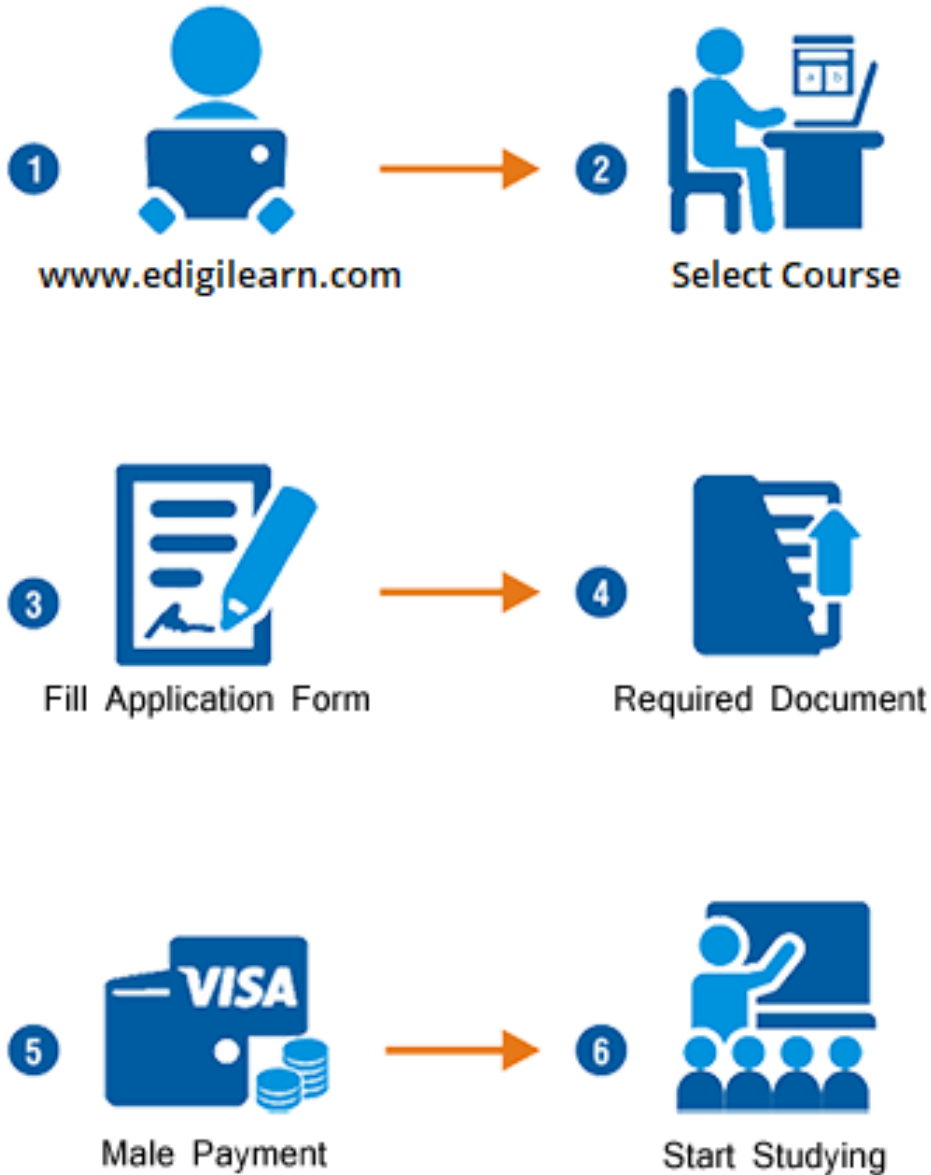 1
www.edigilearn.com
2
a b
Select Course
3
Fill Application Form
4
Required Document
5
VISA
Male Payment
6
Start Studying